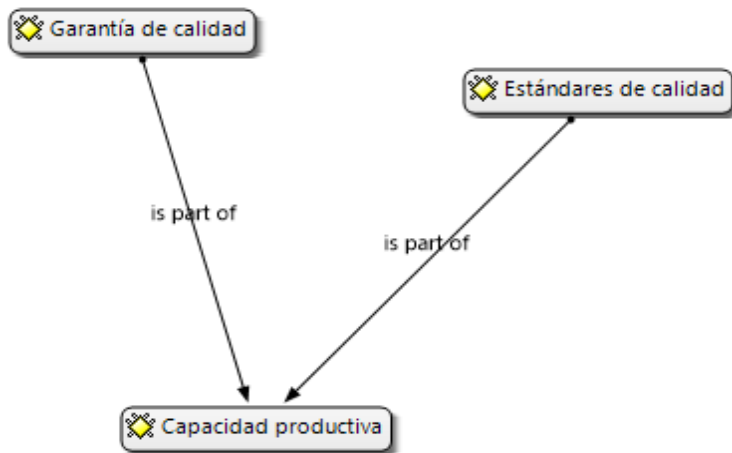 Garantía de calidad
Estándares de calidad
is part of
is part of
Capacidad productiva